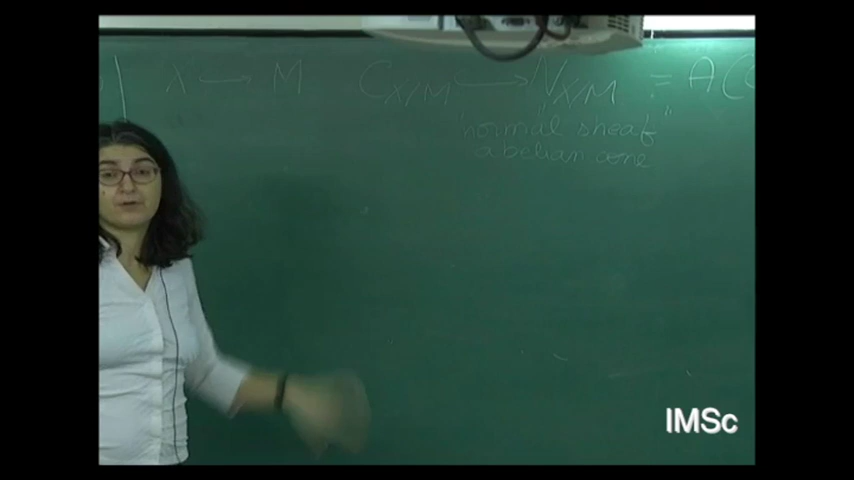 X ⟶ M C_{X/M} ⟶ N_{X/M} := A(
"normal sheaf"
abelian cone
IMSc